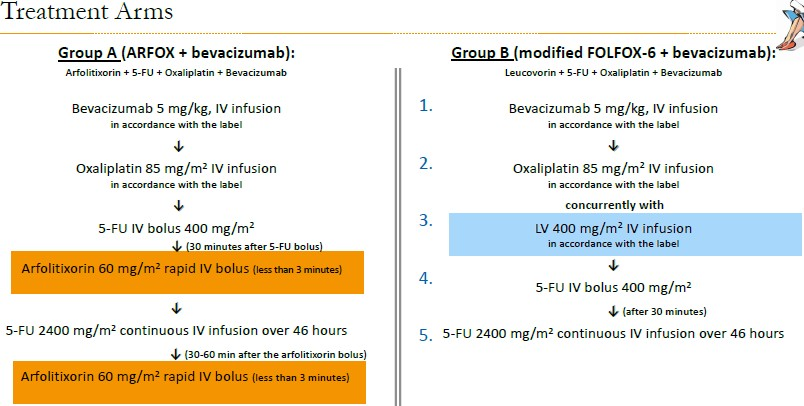 Treatment Arms
Group A (ARFOX + bevacizumab):
Arfolitixorin + 5-FU + Oxaliplatin + Bevacizumab
Bevacizumab 5 mg/kg, IV infusion
in accordance with the label
↓
Oxaliplatin 85 mg/m² IV infusion
in accordance with the label
↓
5-FU IV bolus 400 mg/m²
↓ (30 minutes after 5-FU bolus)
Arfolitixorin 60 mg/m² rapid IV bolus (less than 3 minutes)
↓
5-FU 2400 mg/m² continuous IV infusion over 46 hours
↓ (30-60 min after the arfolitixorin bolus)
Arfolitixorin 60 mg/m² rapid IV bolus (less than 3 minutes)
Group B (modified FOLFOX-6 + bevacizumab):
Leucovorin + 5-FU + Oxaliplatin + Bevacizumab
1. Bevacizumab 5 mg/kg, IV infusion
in accordance with the label
↓
2. Oxaliplatin 85 mg/m² IV infusion
in accordance with the label
concurrently with
3. LV 400 mg/m² IV infusion
in accordance with the label
↓
4. 5-FU IV bolus 400 mg/m²
↓ (after 30 minutes)
5. 5-FU 2400 mg/m² continuous IV infusion over 46 hours